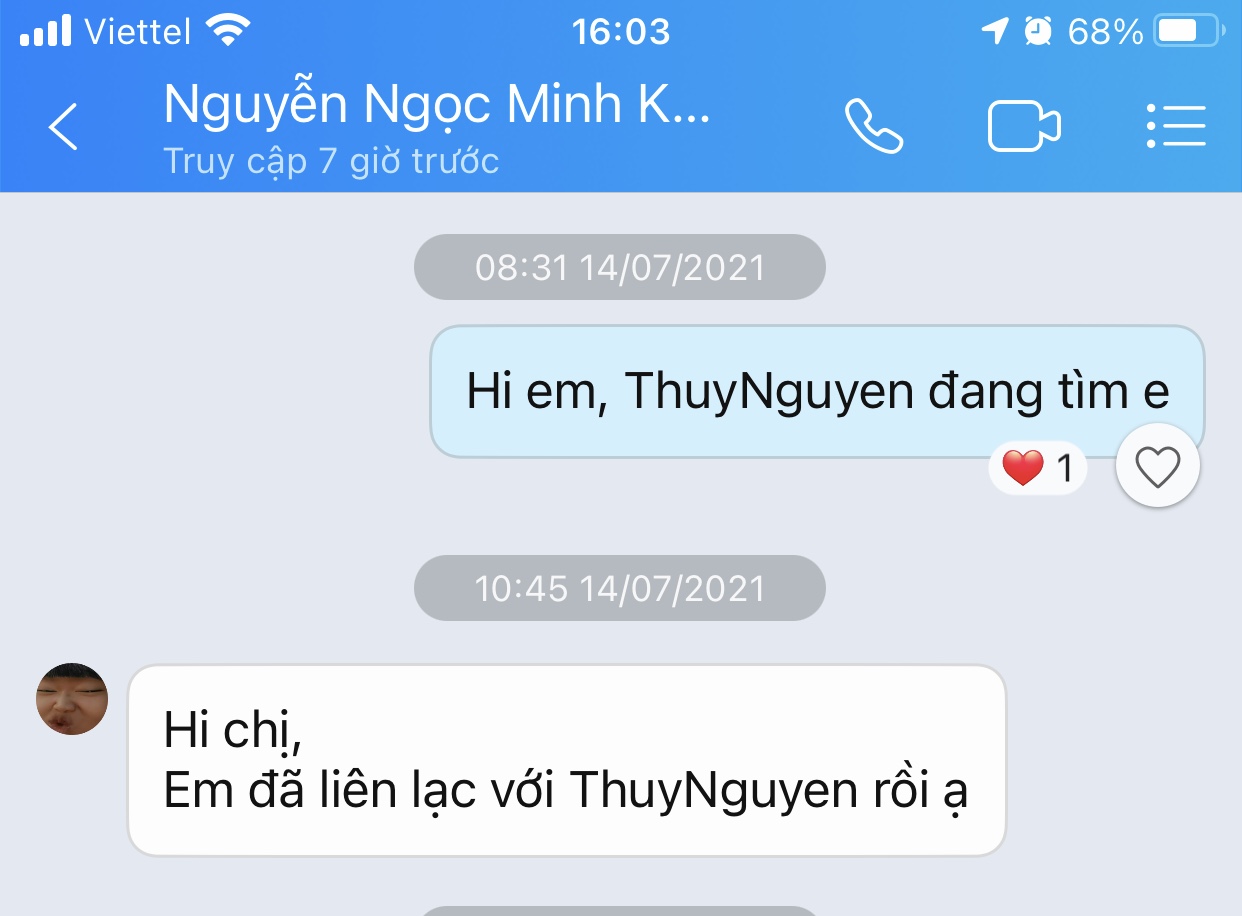 Viettel 16:03 68%
Nguyễn Ngọc Minh K...
Truy cập 7 giờ trước
08:31 14/07/2021
Hi em, ThuyNguyen đang tìm e
1
10:45 14/07/2021
Hi chị,
Em đã liên lạc với ThuyNguyen rồi ạ